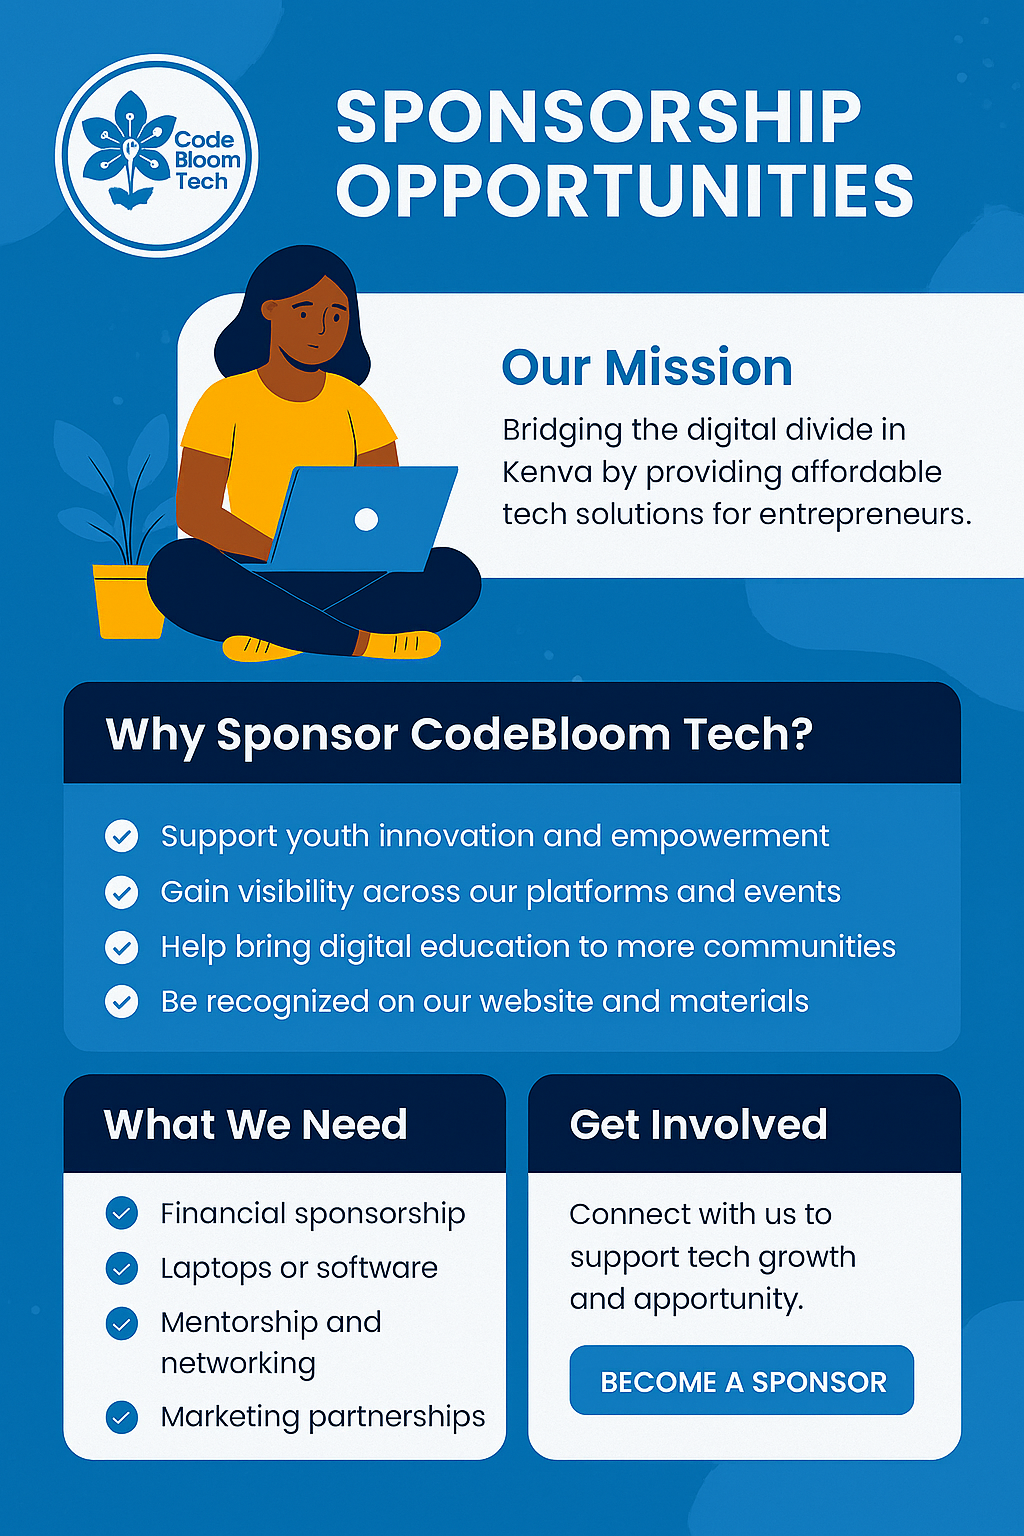 Code
Bloom
Tech
SPONSORSHIP
OPPORTUNITIES
Our Mission
Bridging the digital divide in
Kenva by providing affordable
tech solutions for entrepreneurs.
Why Sponsor CodeBloom Tech?
Support youth innovation and empowerment
Gain visibility across our platforms and events
Help bring digital education to more communities
Be recognized on our website and materials
What We Need
Financial sponsorship
Laptops or software
Mentorship and
networking
Marketing partnerships
Get Involved
Connect with us to
support tech growth
and apportunity.
BECOME A SPONSOR